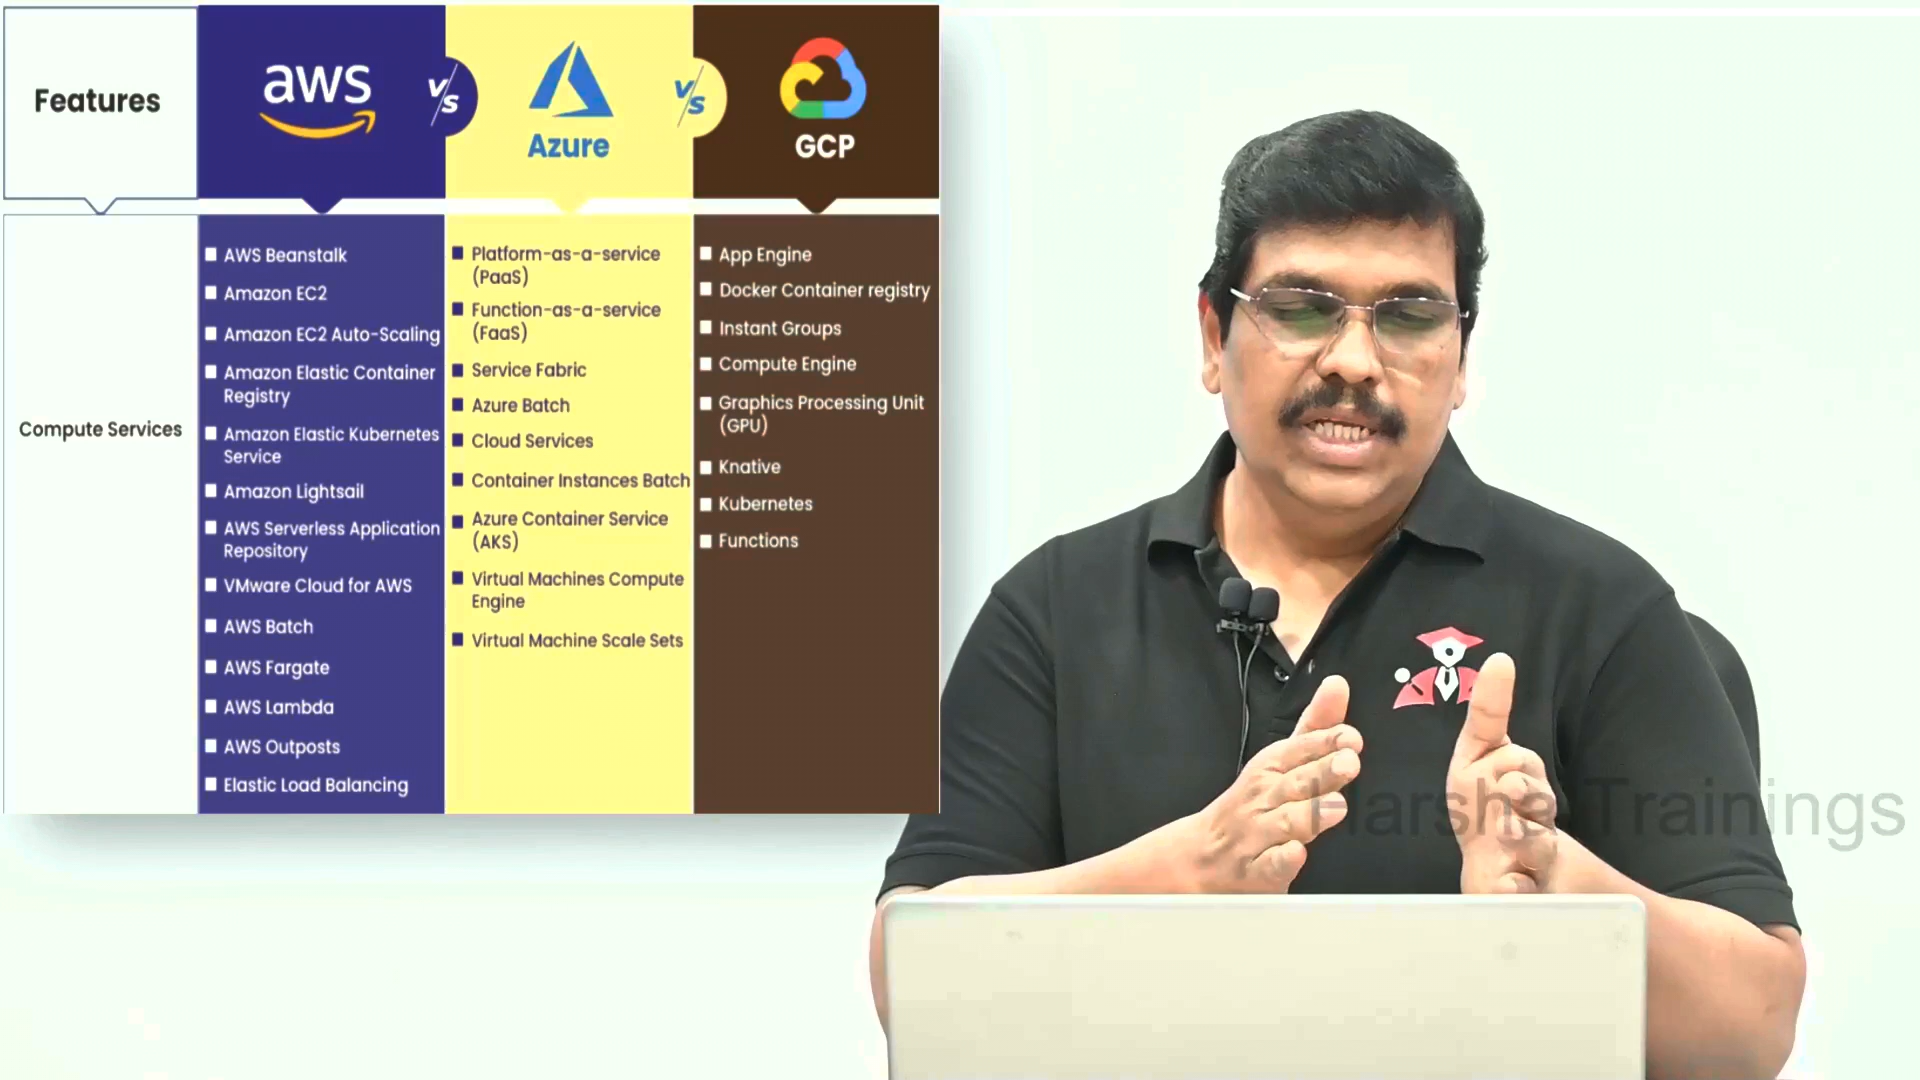 Features
aws
VS
Azure
VS
GCP
Compute Services
AWS Beanstalk
Amazon EC2
Amazon EC2 Auto-Scaling
Amazon Elastic Container
Registry
Amazon Elastic Kubernetes
Service
Amazon Lightsail
AWS Serverless Application
Repository
VMware Cloud for AWS
AWS Batch
AWS Fargate
AWS Lambda
AWS Outposts
Elastic Load Balancing
Platform-as-a-service
(PaaS)
Function-as-a-service
(FaaS)
Service Fabric
Azure Batch
Cloud Services
Container Instances Batch
Azure Container Service
(AKS)
Virtual Machines Compute
Engine
Virtual Machine Scale Sets
App Engine
Docker Container registry
Instant Groups
Compute Engine
Graphics Processing Unit
(GPU)
Knative
Kubernetes
Functions
Harsha Trainings